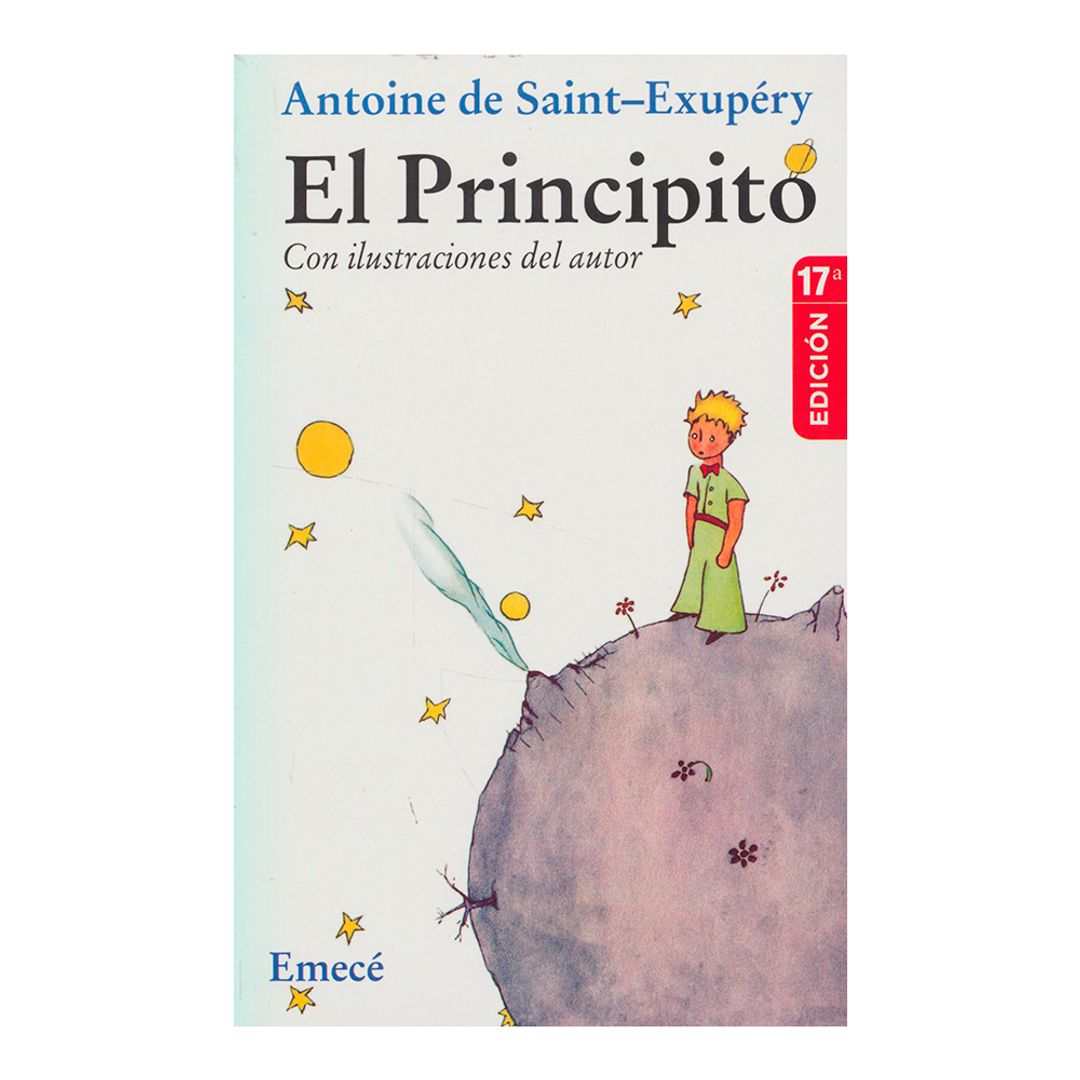 Antoine de Saint–Exupéry
El Principito
Con ilustraciones del autor
17ª
EDICIÓN
Emecé